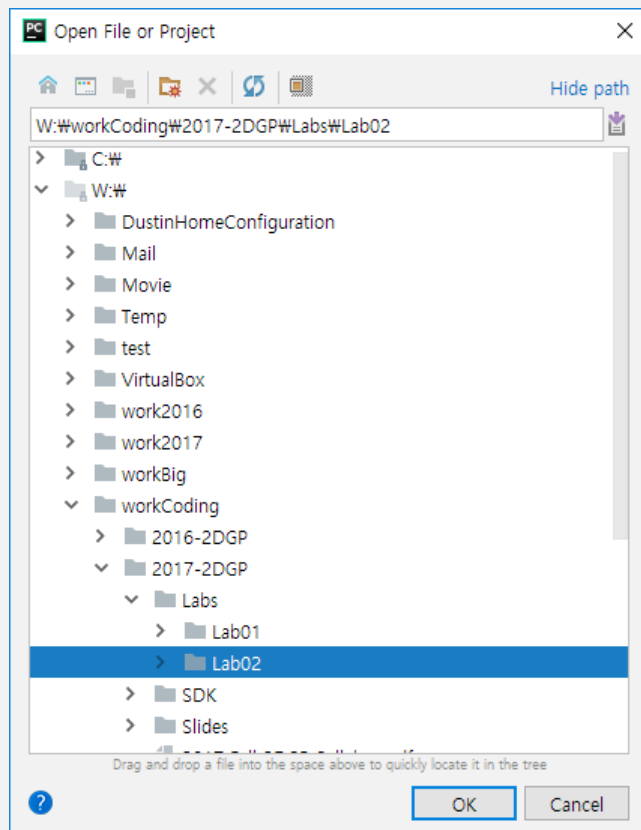 PC Open File or Project
Hide path
W:₩workCoding₩2017-2DGP₩Labs₩Lab02
C:₩
W:₩
DustinHomeConfiguration
Mail
Movie
Temp
test
VirtualBox
work2016
work2017
workBig
workCoding
2016-2DGP
2017-2DGP
Labs
Lab01
Lab02
SDK
Slides
Drag and drop a file into the space above to quickly locate it in the tree
? OK Cancel